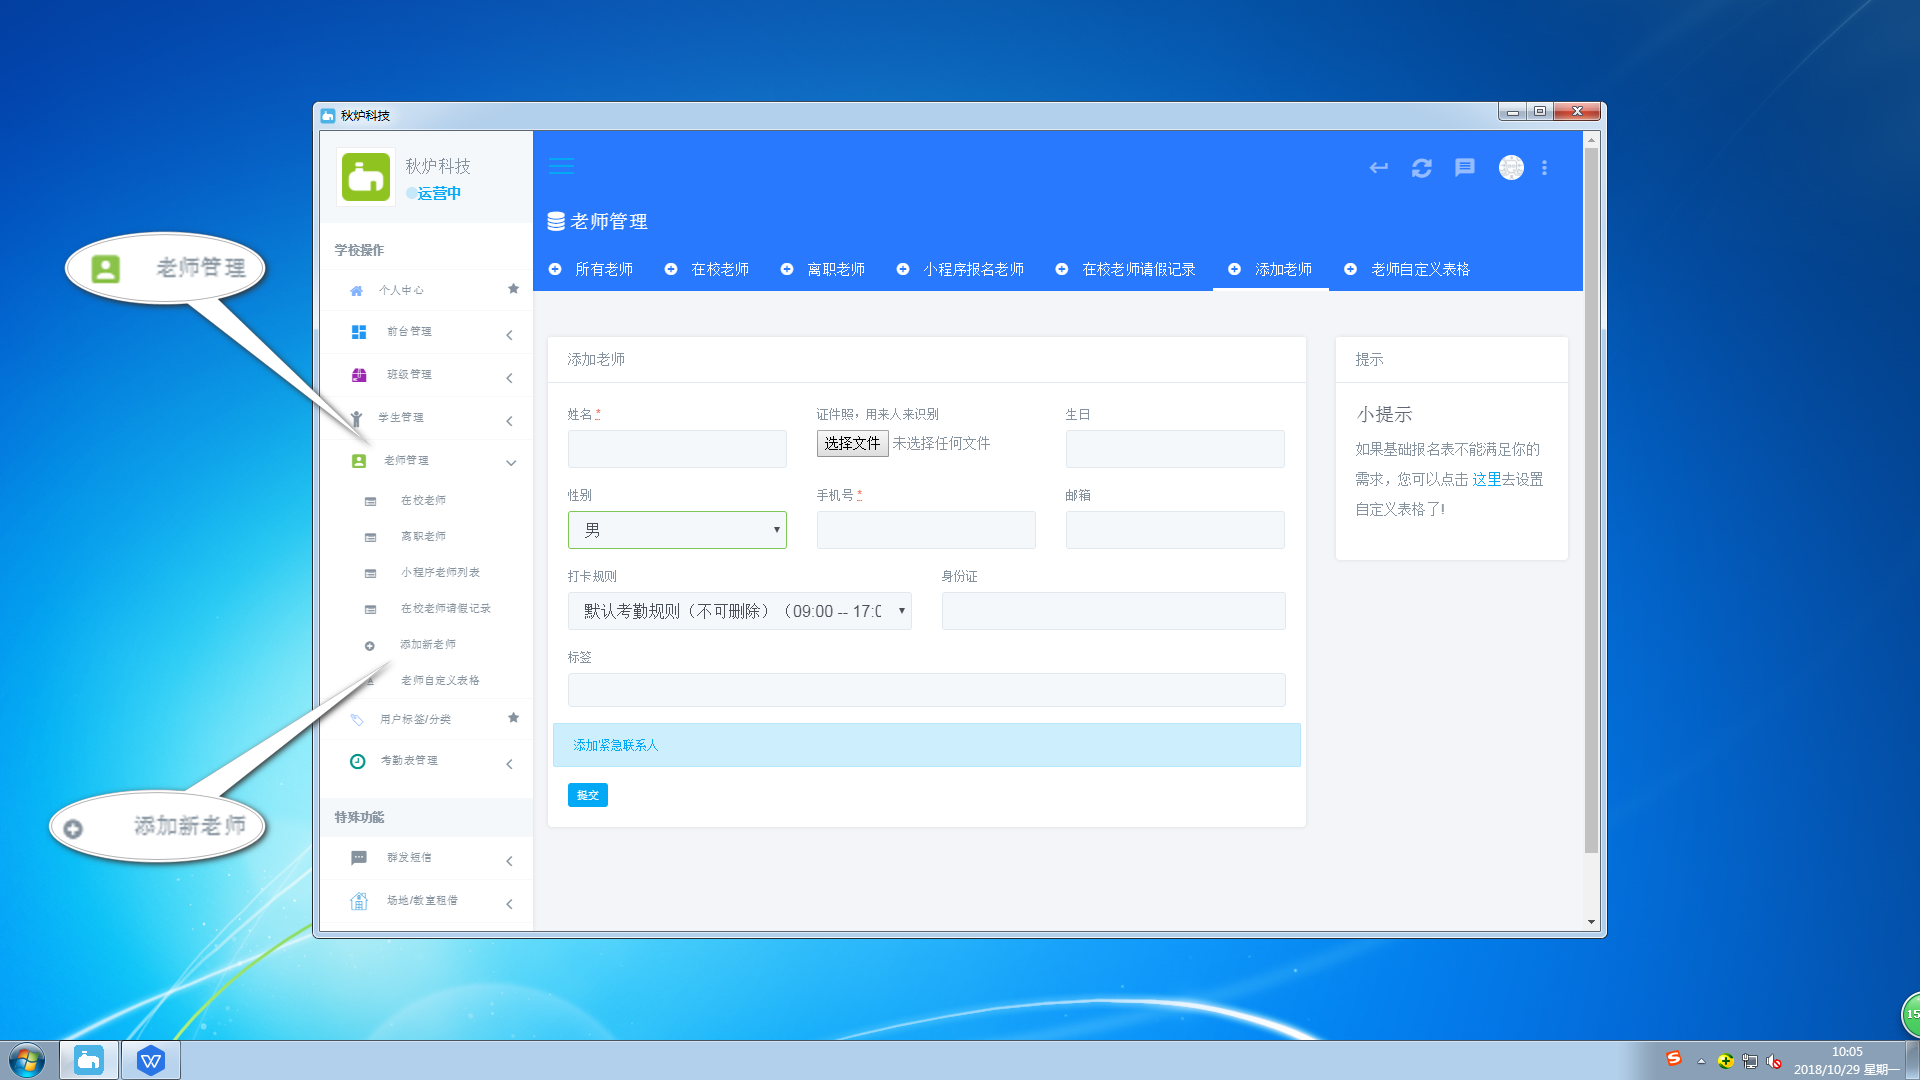 秋炉科技
秋炉科技
运营中
学校操作
个人中心
前台管理
班级管理
学生管理
老师管理
在校老师
离职老师
小程序老师列表
在校老师请假记录
添加新老师
老师自定义表格
用户标签/分类
考勤表管理
特殊功能
群发短信
场地/教室租借
老师管理
添加新老师
老师管理
所有老师 在校老师 离职老师 小程序报名老师 在校老师请假记录 添加老师 老师自定义表格
添加老师
姓名 * 证件照，用来人来识别 生日
选择文件 未选择任何文件
性别 手机号 * 邮箱
男
打卡规则 身份证
默认考勤规则（不可删除）（09:00 -- 17:0
标签
添加紧急联系人
提交
提示
小提示
如果基础报名表不能满足你的
需求，您可以点击 这里去设置
自定义表格了!
15
10:05
2018/10/29 星期一